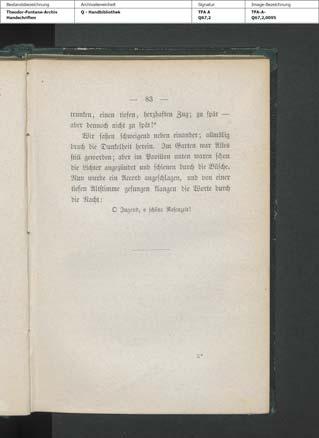 Bestandsbezeichnung
Archivalieneinheit
Signatur
Image-Bezeichnung
Theodor-Fontane-Archiv
Handschriften
Q - Handbibliothek
TFA A
Q67,2
TFA-A-
Q67,2,0095
— 83 —
trunken, einen tiefen, herzhaften Zug; zu spät —
aber dennoch nicht zu spät!“
Wir saßen schweigend neben einander; allmälig
brach die Dunkelheit herein. Im Garten war Alles
still geworden; aber im Pavillon unten waren schon
die Lichter angezündet und schienen durch die Büsche.
Nun wurde ein Accord angeschlagen, und von einer
tiefen Altstimme gesungen klangen die Worte durch
die Nacht:
O Jugend, o schöne Rosenzeit!